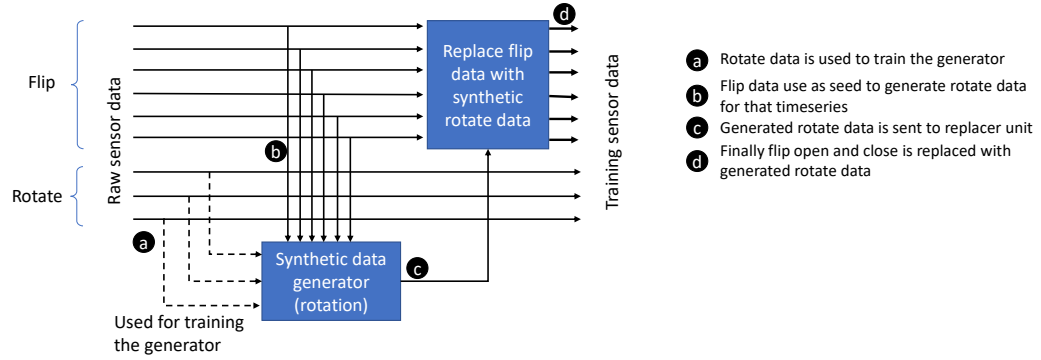 Flip
Rotate
Raw sensor data
Replace flip
data with
synthetic
rotate data
d
Training sensor data
b
a
Synthetic data
generator
(rotation)
c
Used for training
the generator
a
Rotate data is used to train the generator
b
Flip data use as seed to generate rotate data
for that timeseries
c
Generated rotate data is sent to replacer unit
d
Finally flip open and close is replaced with
generated rotate data